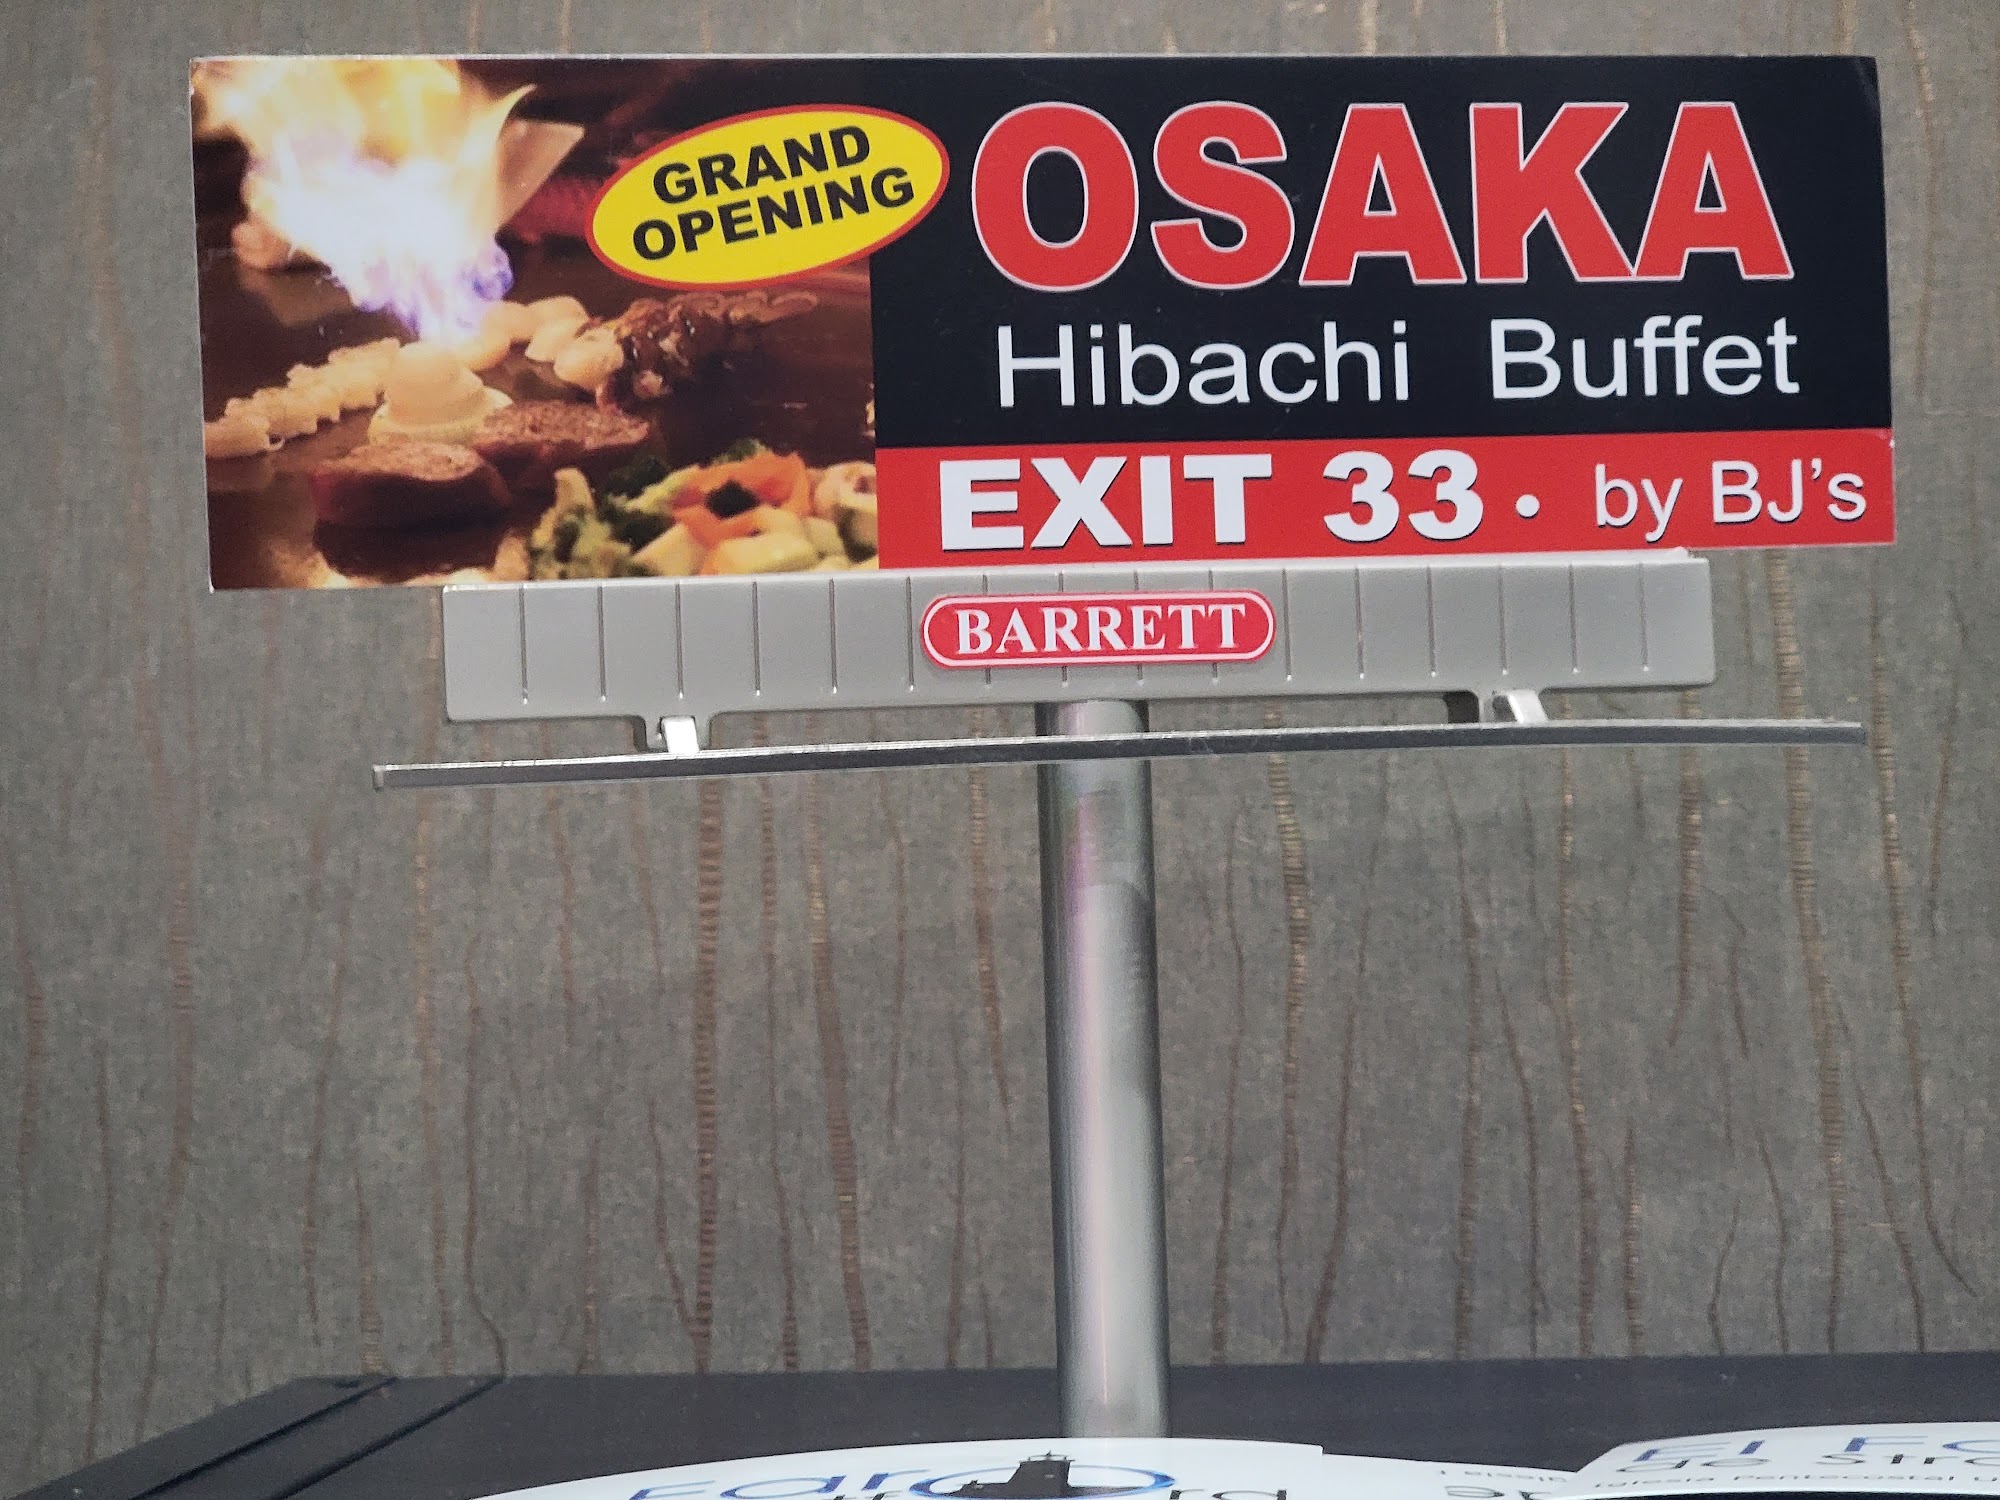 GRAND
OPENING
OSAKA
Hibachi Buffet
EXIT 33 • by BJ's
BARRETT